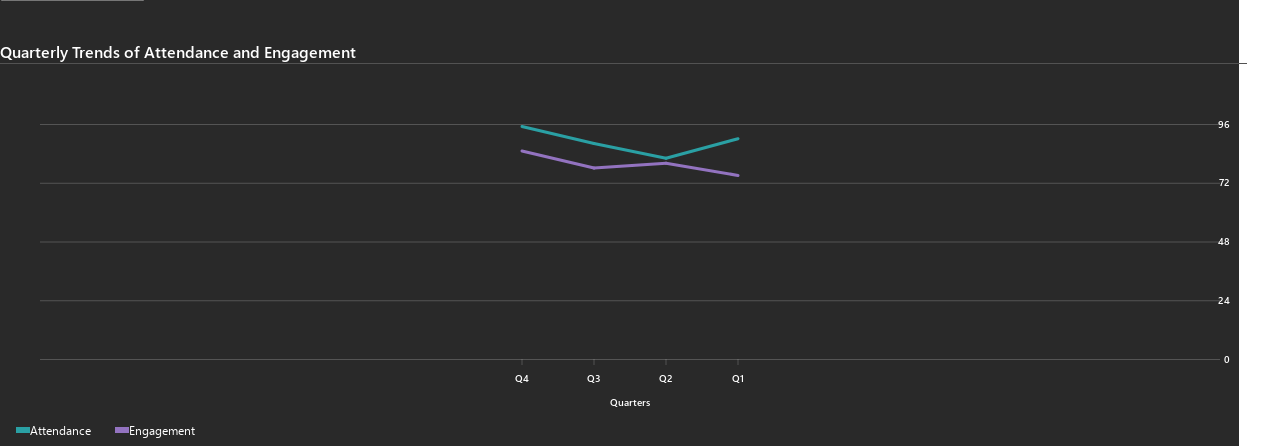 Quarterly Trends of Attendance and Engagement
96
72
48
24
0
Q4 Q3 Q2 Q1
Quarters
Attendance Engagement